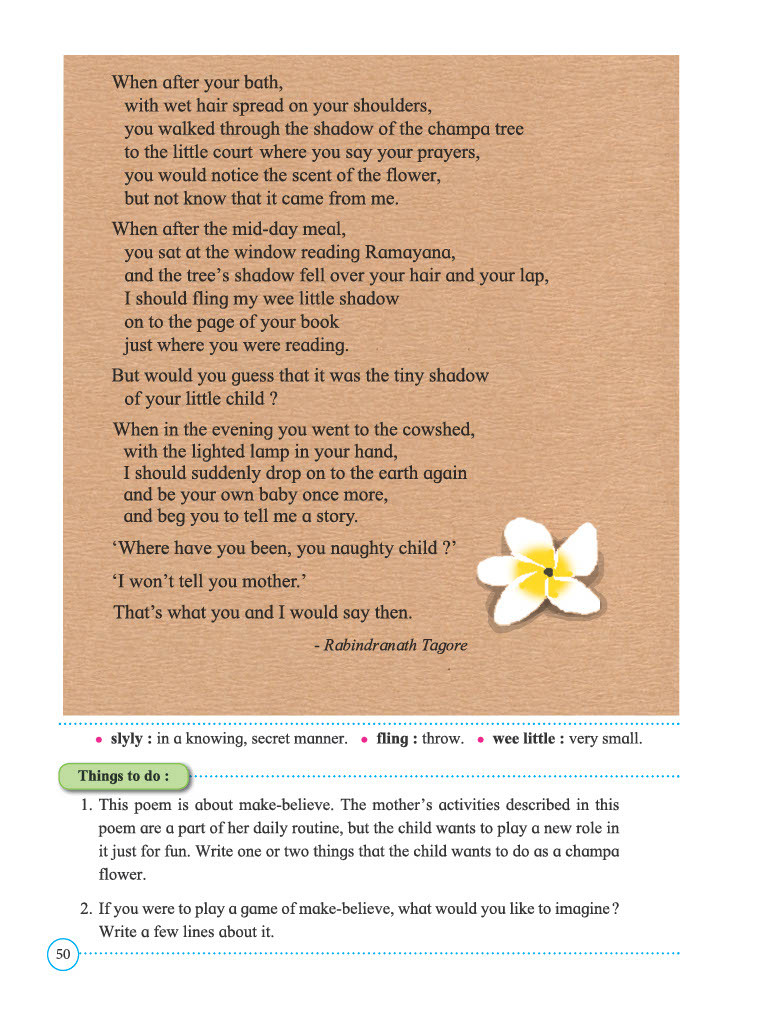 When after your bath,
with wet hair spread on your shoulders,
you walked through the shadow of the champa tree
to the little court where you say your prayers,
you would notice the scent of the flower,
but not know that it came from me.
When after the mid-day meal,
you sat at the window reading Ramayana,
and the tree’s shadow fell over your hair and your lap,
I should fling my wee little shadow
on to the page of your book
just where you were reading.
But would you guess that it was the tiny shadow
of your little child ?
When in the evening you went to the cowshed,
with the lighted lamp in your hand,
I should suddenly drop on to the earth again
and be your own baby once more,
and beg you to tell me a story.
‘Where have you been, you naughty child ?’
‘I won’t tell you mother.’
That’s what you and I would say then.
- Rabindranath Tagore
• slyly : in a knowing, secret manner. • fling : throw. • wee little : very small.
Things to do :
1. This poem is about make-believe. The mother’s activities described in this
poem are a part of her daily routine, but the child wants to play a new role in
it just for fun. Write one or two things that the child wants to do as a champa
flower.
2. If you were to play a game of make-believe, what would you like to imagine ?
Write a few lines about it.
50